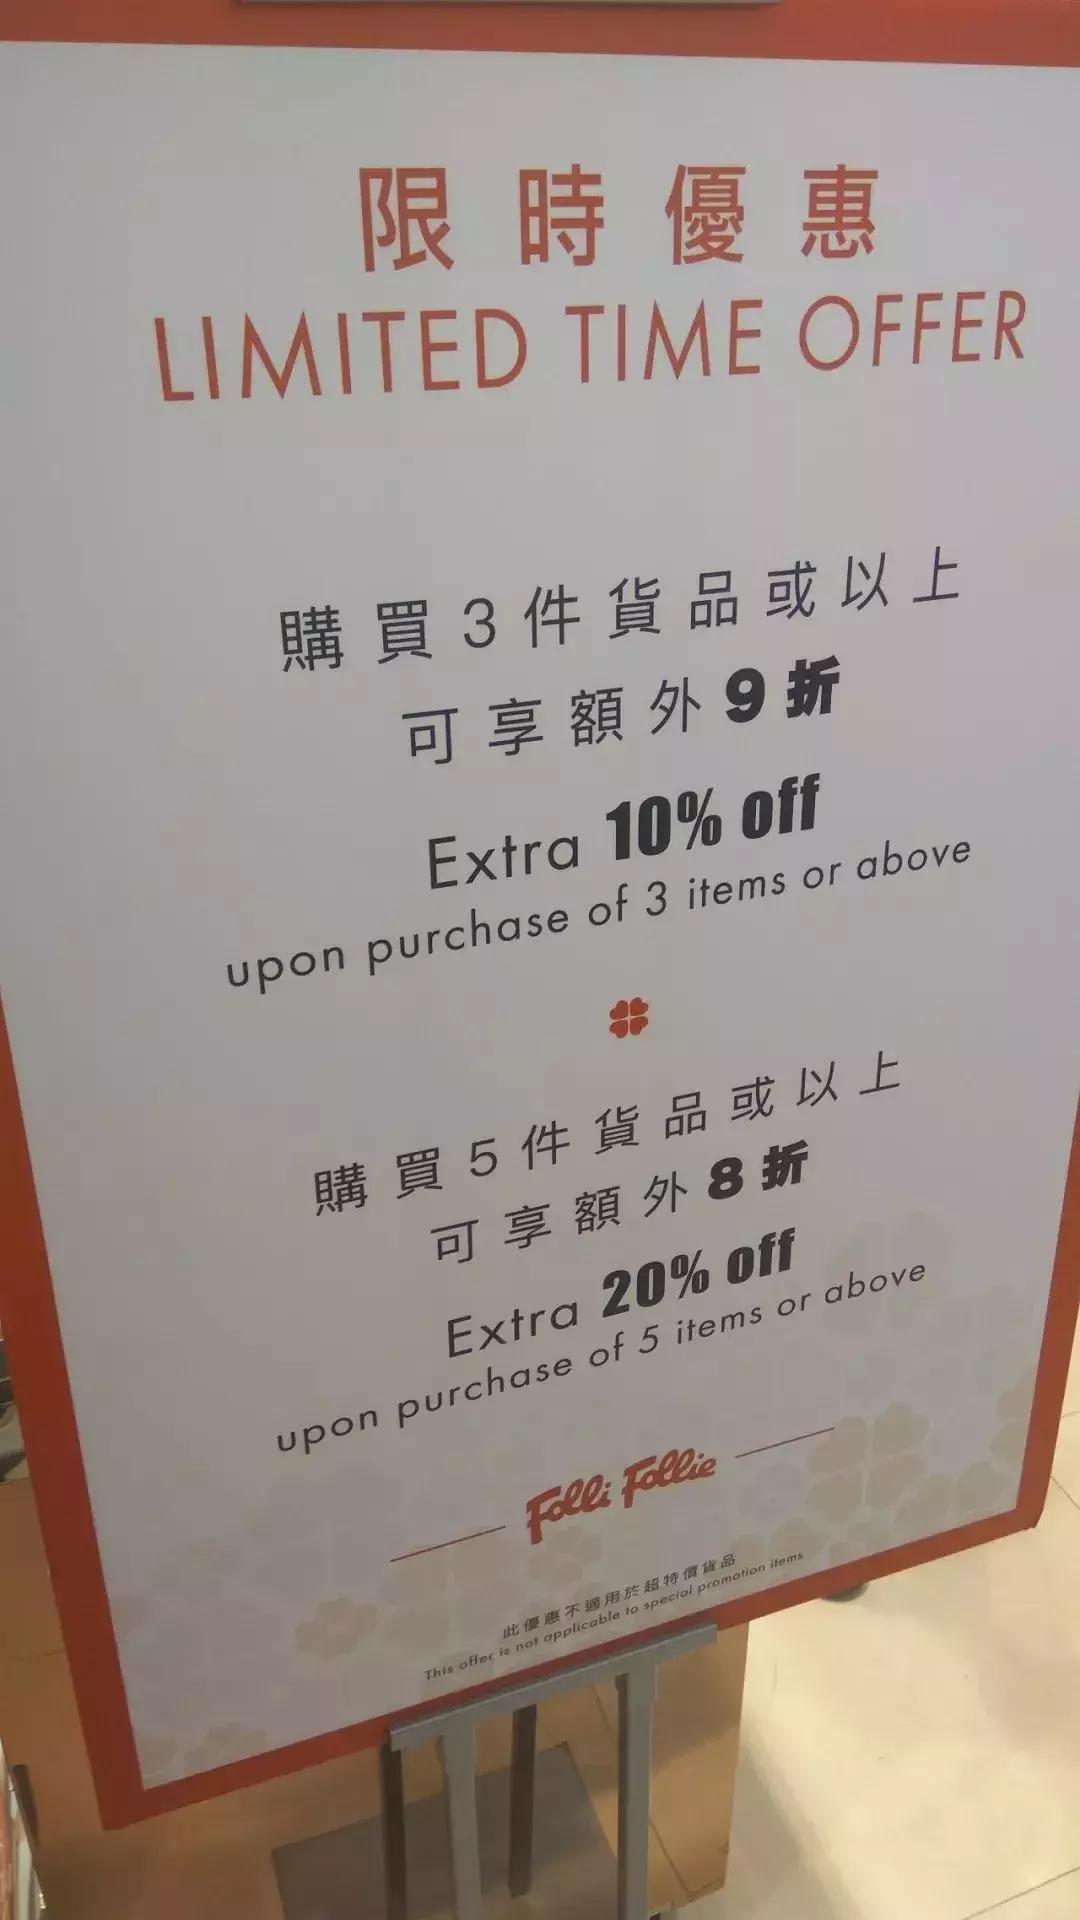 限時優惠
LIMITED TIME OFFER
購買3件貨品或以上
可享額外9折
Extra 10% off
upon purchase of 3 items or above
購買5件貨品或以上
可享額外8折
Extra 20% off
upon purchase of 5 items or above
Folli Follie
此優惠不適用於超特價貨品
This offer is not applicable to special promotion items